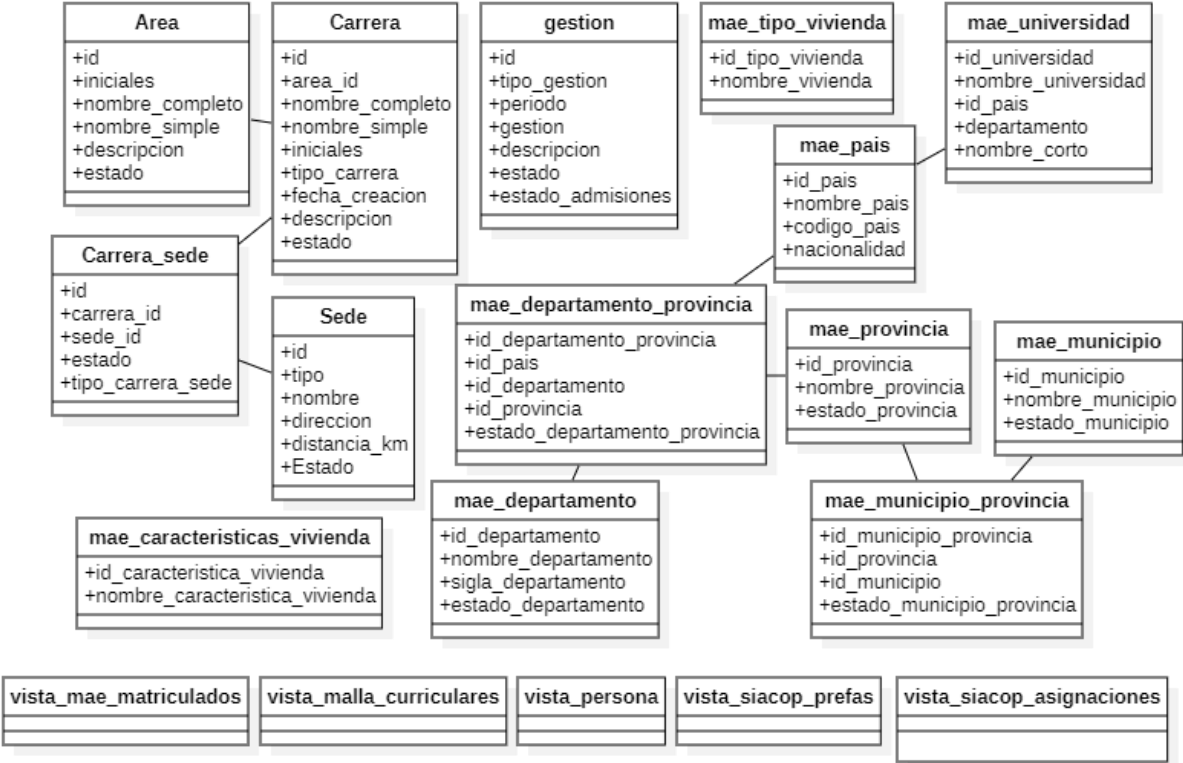 Area
+id
+iniciales
+nombre_completo
+nombre_simple
+descripcion
+estado
Carrera
+id
+area_id
+nombre_completo
+nombre_simple
+iniciales
+tipo_carrera
+fecha_creacion
+descripcion
+estado
gestion
+id
+tipo_gestion
+periodo
+gestion
+descripcion
+estado
+estado_admisiones
mae_tipo_vivienda
+id_tipo_vivienda
+nombre_vivienda
mae_universidad
+id_universidad
+nombre_universidad
+id_pais
+departamento
+nombre_corto
mae_pais
+id_pais
+nombre_pais
+codigo_pais
+nacionalidad
Carrera_sede
+id
+carrera_id
+sede_id
+estado
+tipo_carrera_sede
Sede
+id
+tipo
+nombre
+direccion
+distancia_km
+Estado
mae_departamento_provincia
+id_departamento_provincia
+id_pais
+id_departamento
+id_provincia
+estado_departamento_provincia
mae_provincia
+id_provincia
+nombre_provincia
+estado_provincia
mae_municipio
+id_municipio
+nombre_municipio
+estado_municipio
mae_caracteristicas_vivienda
+id_caracteristica_vivienda
+nombre_caracteristica_vivienda
mae_departamento
+id_departamento
+nombre_departamento
+sigla_departamento
+estado_departamento
mae_municipio_provincia
+id_municipio_provincia
+id_provincia
+id_municipio
+estado_municipio_provincia
vista_mae_matriculados
vista_malla_curriculares
vista_persona
vista_siacop_prefas
vista_siacop_asignaciones